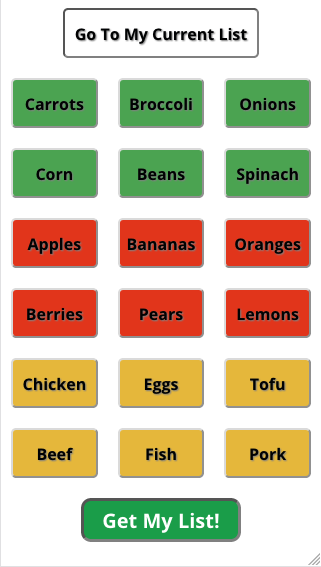 Go To My Current List
Carrots Broccoli Onions
Corn Beans Spinach
Apples Bananas Oranges
Berries Pears Lemons
Chicken Eggs Tofu
Beef Fish Pork
Get My List!